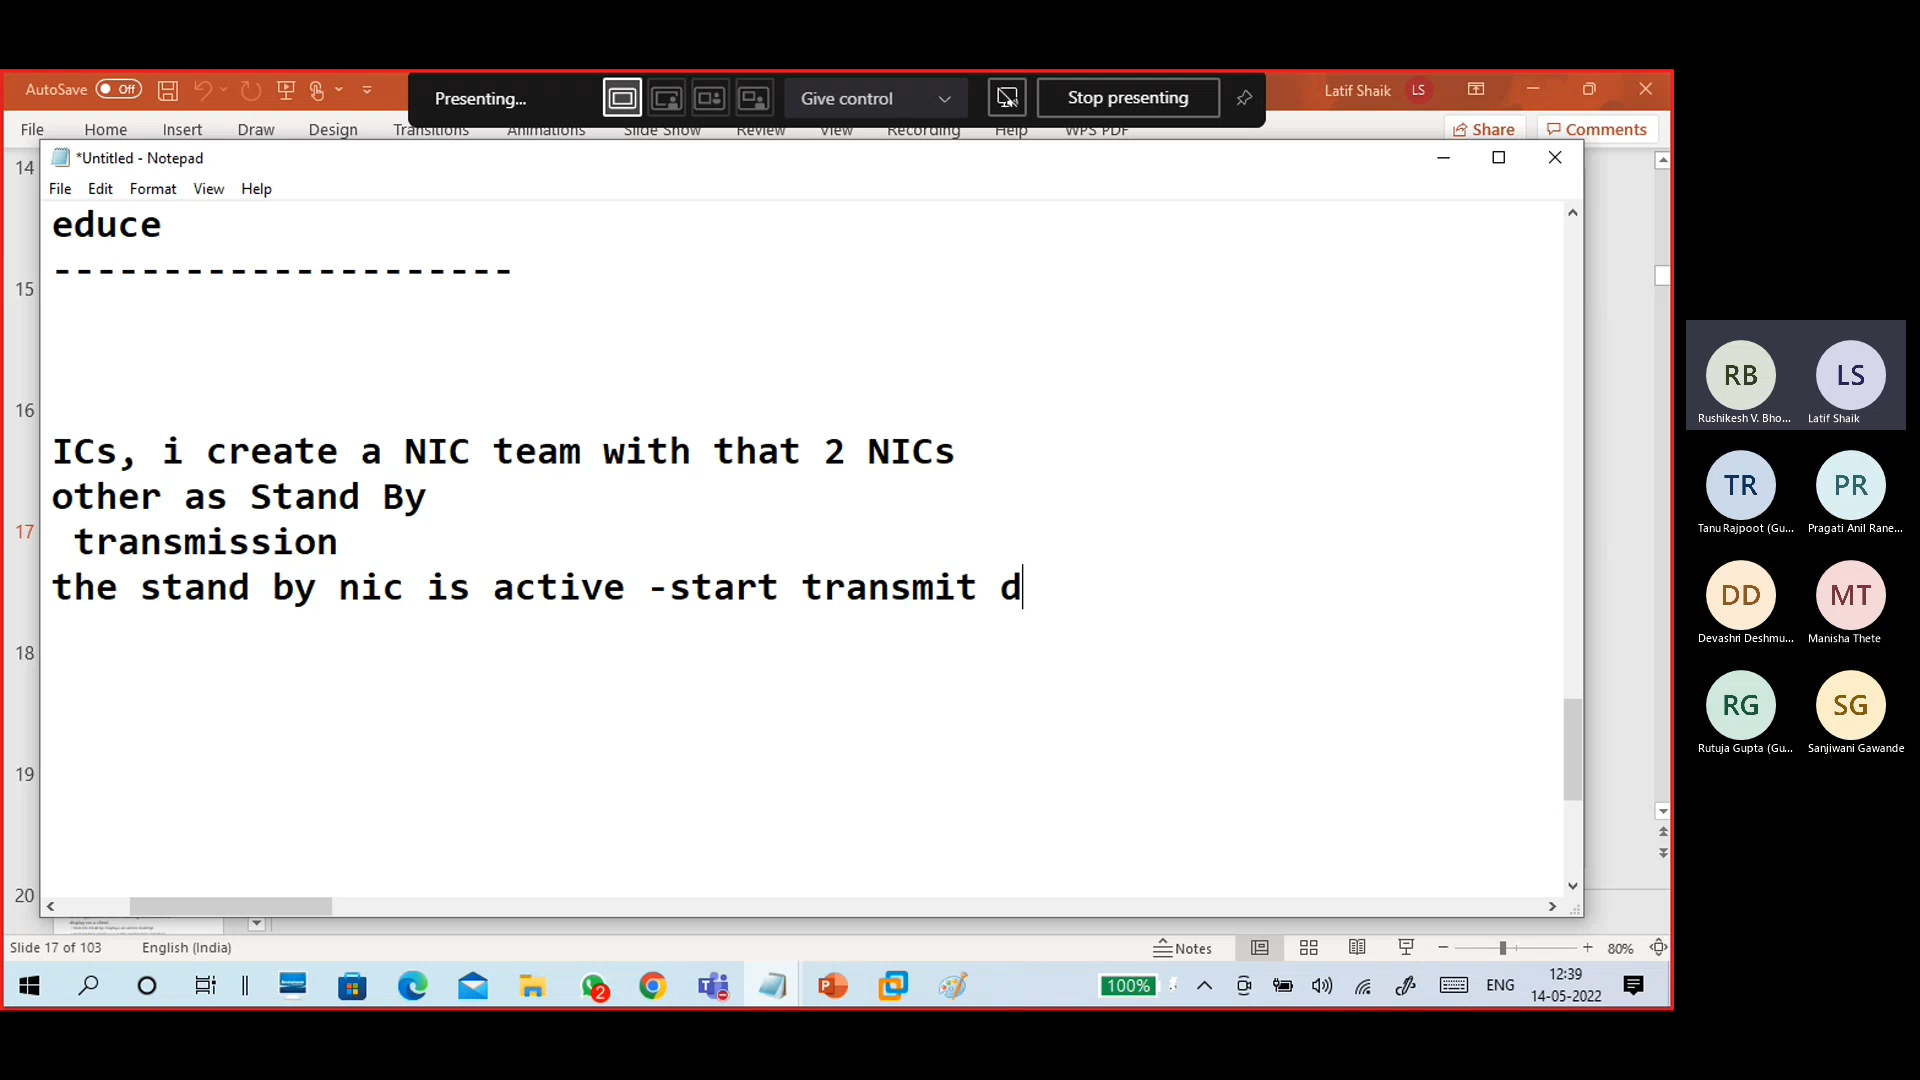 AutoSave Off
Presenting...
Give control
Stop presenting
Latif Shaik LS
File Home Insert Draw Design Transitions Animations Slide Show Review View Recording Help WPS PDF
Share Comments
*Untitled - Notepad
File Edit Format View Help
educe
---------------------
ICs, i create a NIC team with that 2 NICs
other as Stand By
transmission
the stand by nic is active -start transmit d
14
15
16
17
18
19
20
Slide 17 of 103 English (India) Notes 80%
2
100% ENG
12:39
14-05-2022
RB LS
Rushikesh V. Bho... Latif Shaik
TR PR
Tanu Rajpoot (Gu... Pragati Anil Rane...
DD MT
Devashri Deshmu... Manisha Thete
RG SG
Rutuja Gupta (Gu... Sanjiwani Gawande